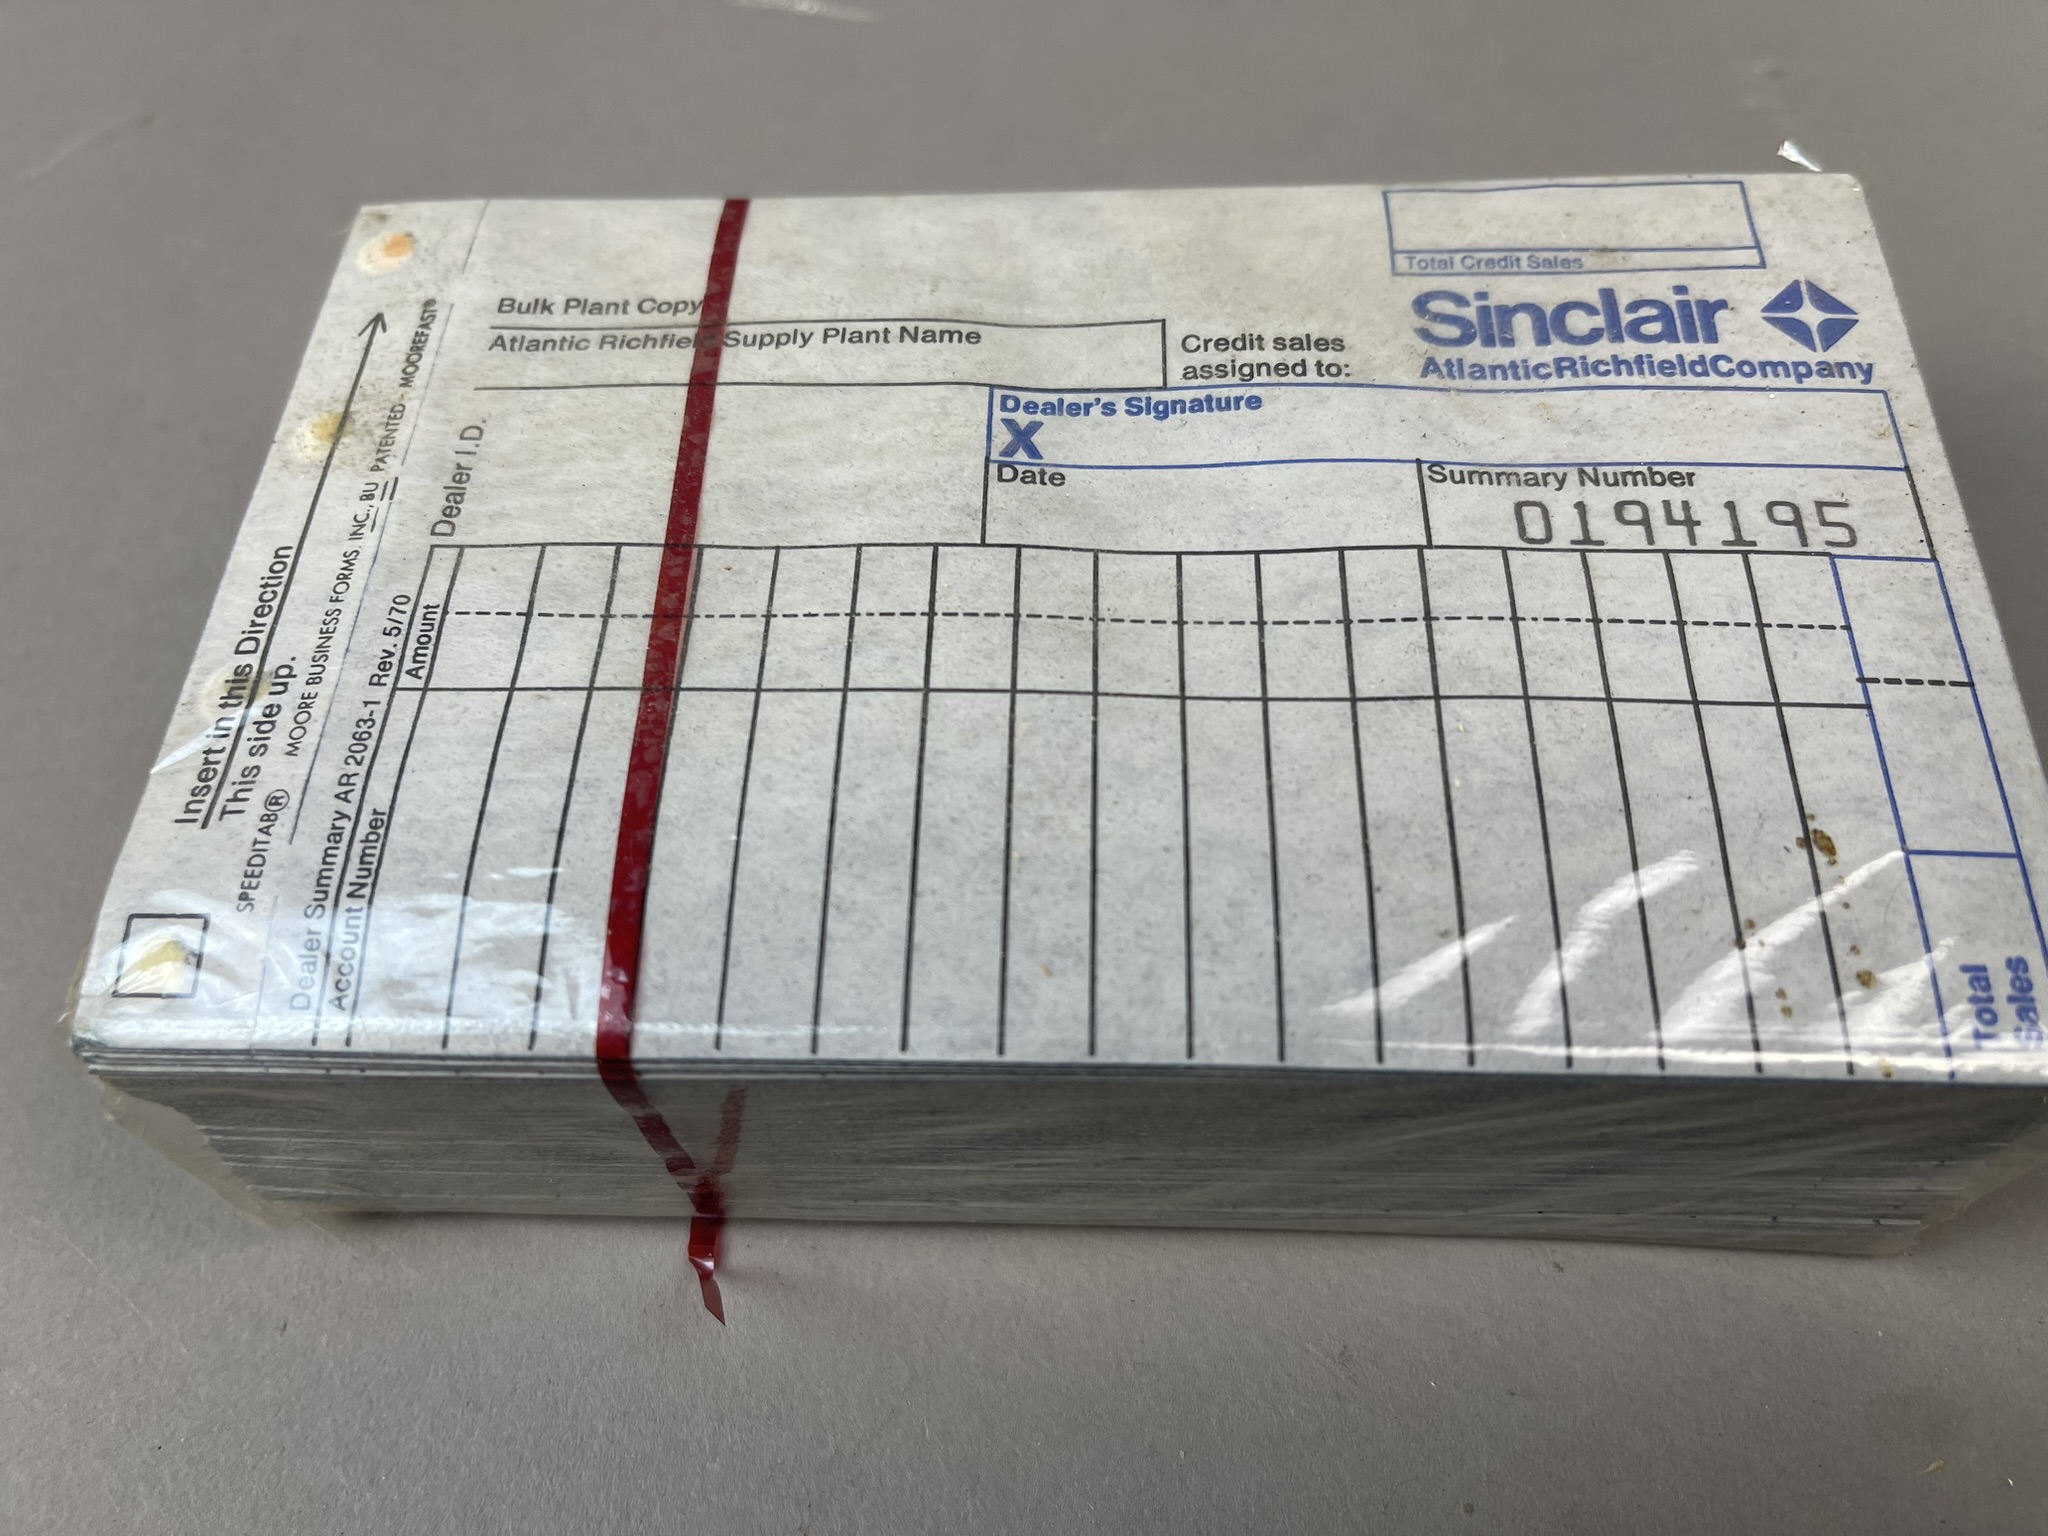 Total Credit Sales
Sinclair
AtlanticRichfieldCompany
Bulk Plant Copy
Atlantic Richfield Supply Plant Name
Credit sales
assigned to:
Dealer's Signature
X
Date
Summary Number
0194195
Dealer I.D.
Amount
Account Number
Dealer Summary AR 2063-1 Rev. 5/70
SPEEDITAB® MOORE BUSINESS FORMS, INC., BU PATENTED - MOOREFAST®
Insert in this Direction
This side up.
Total
Sales